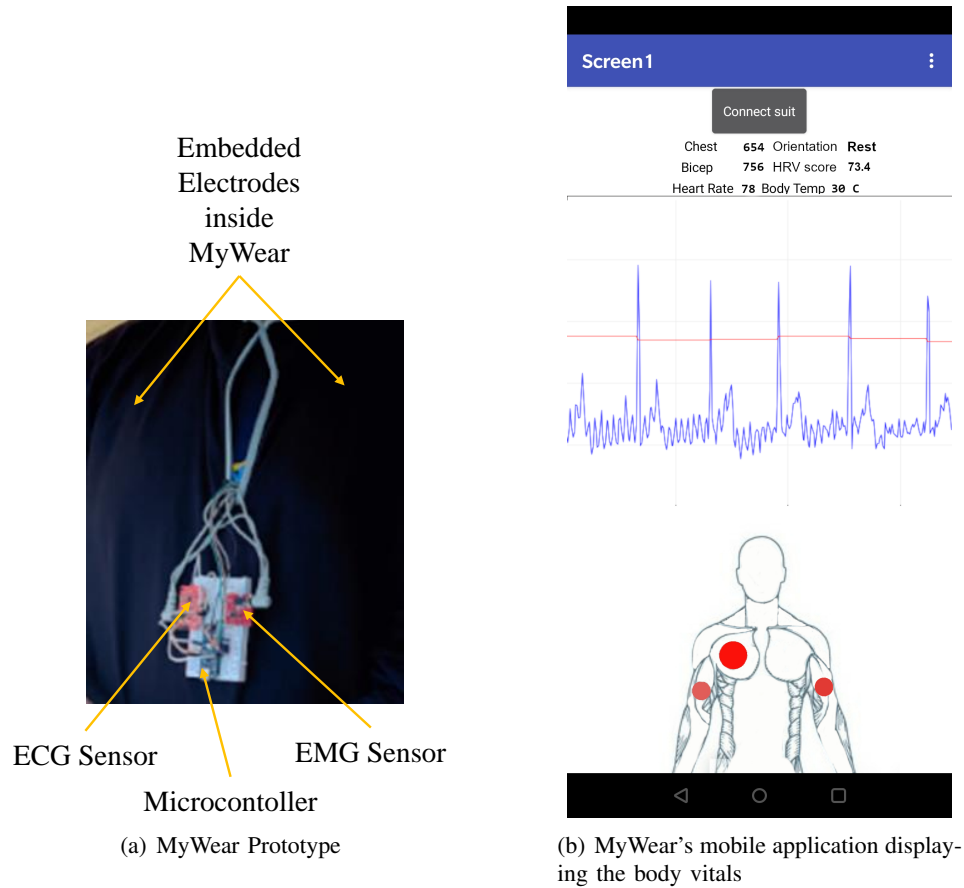 Embedded
Electrodes
inside
MyWear
ECG Sensor
EMG Sensor
Microcontoller
(a) MyWear Prototype
Screen1
Connect suit
Chest 654 Orientation Rest
Bicep 756 HRV score 73.4
Heart Rate 78 Body Temp 30 C
(b) MyWear's mobile application display-
ing the body vitals